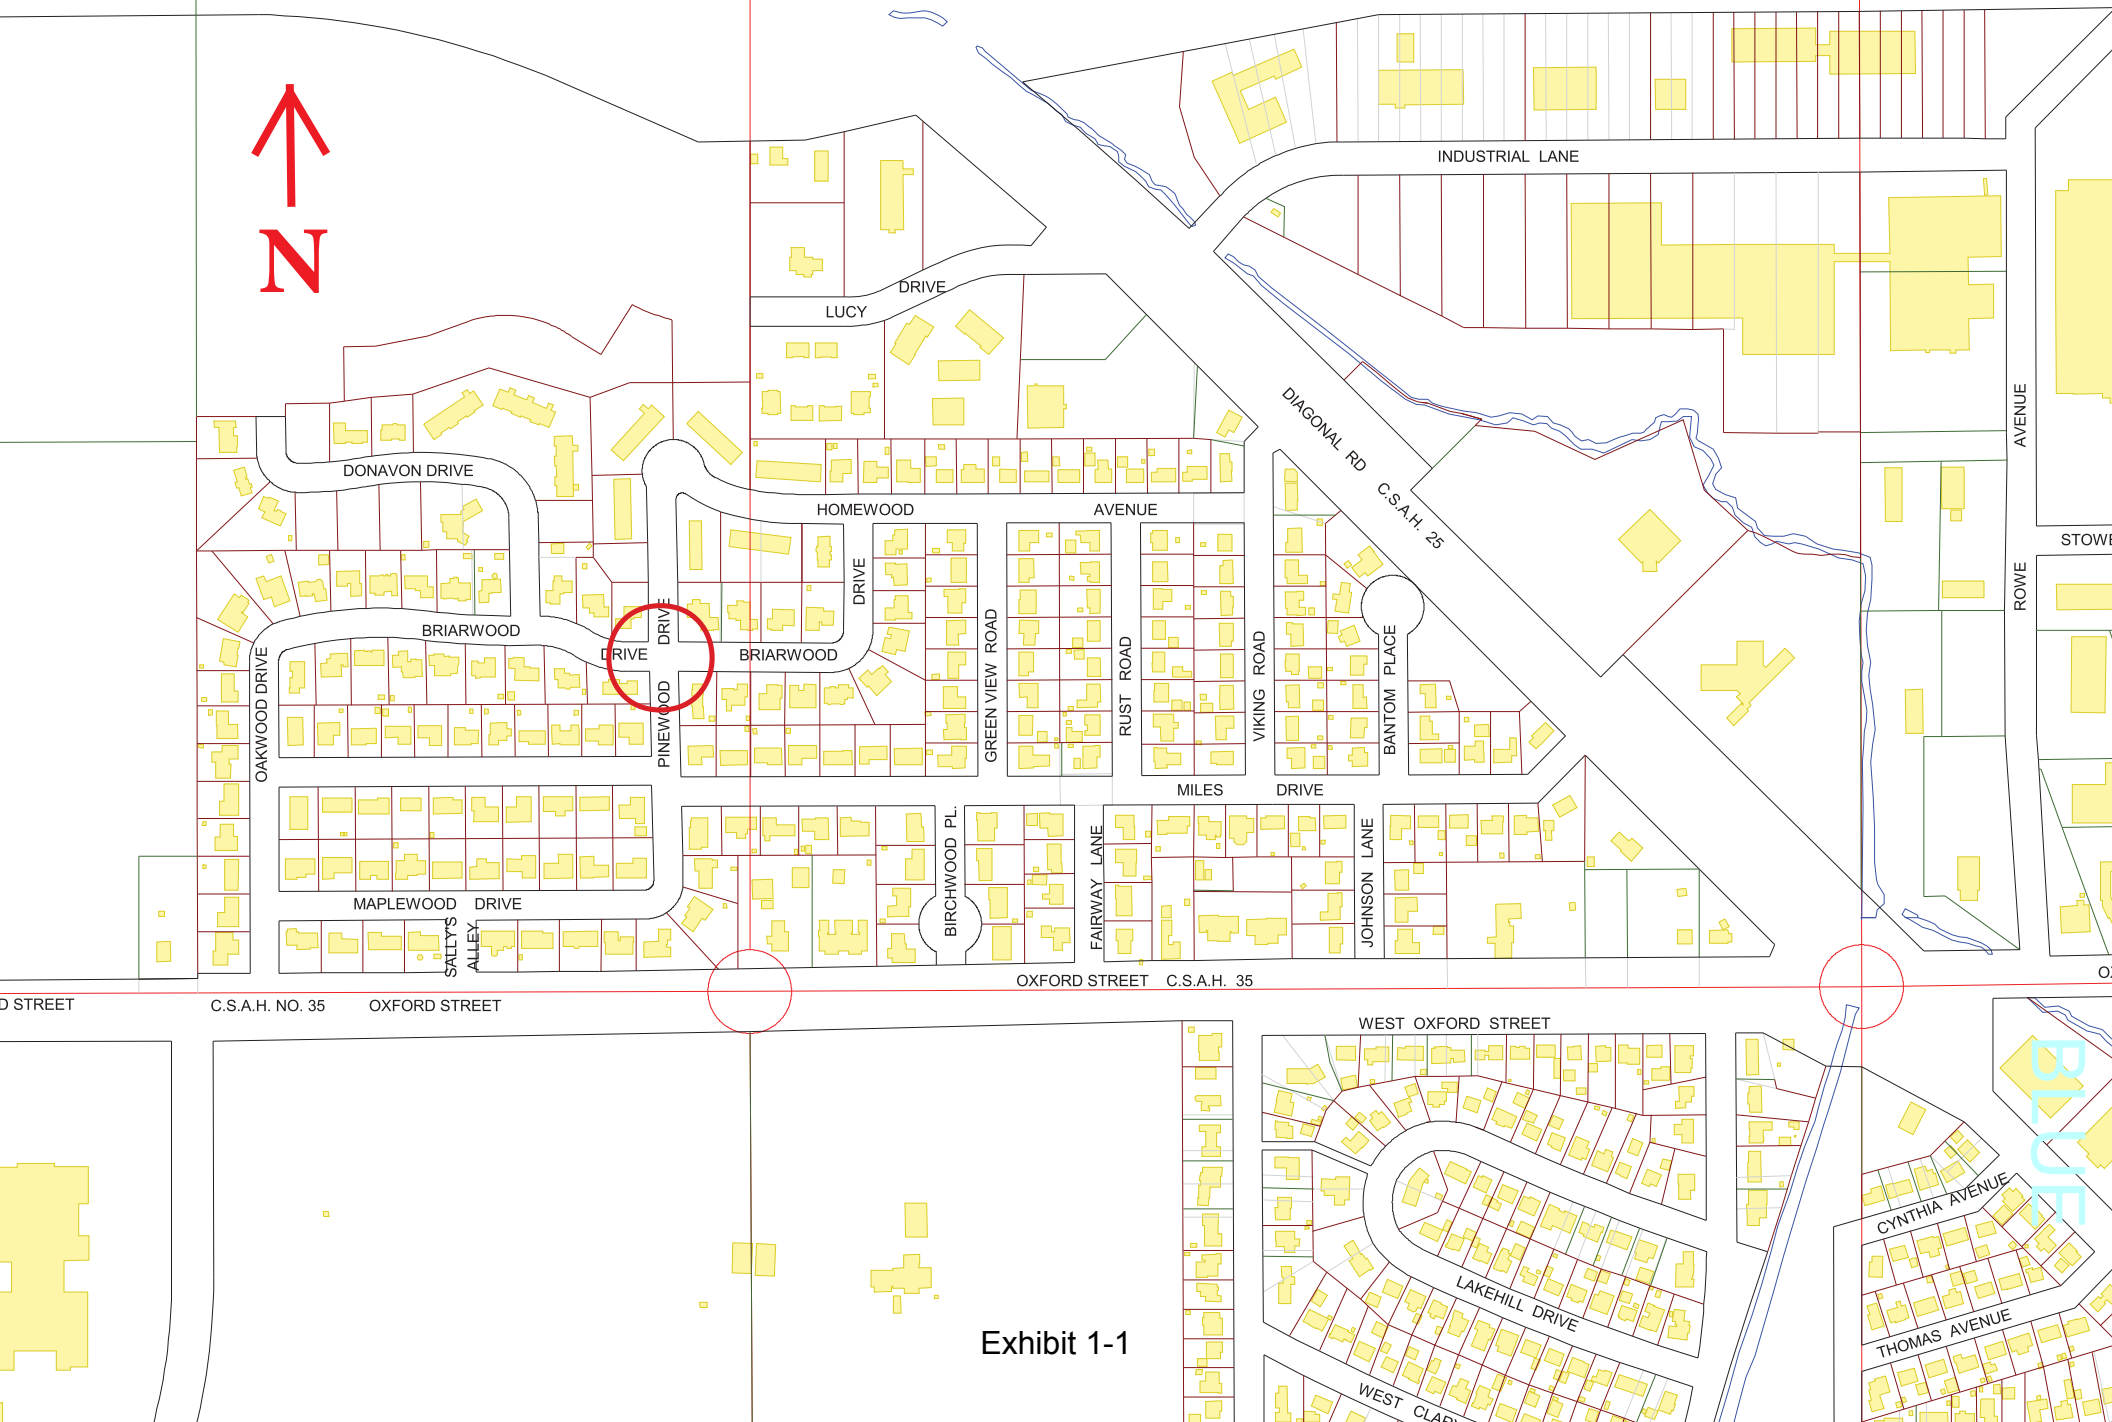 INDUSTRIAL LANE
N
LUCY DRIVE
DIAGONAL RD C.S.A.H. 25
AVENUE
ROWE
STOWE
DONAVON DRIVE
HOMEWOOD AVENUE
BRIARWOOD DRIVE
BRIARWOOD
DRIVE
DRIVE
PINEWOOD
OAKWOOD DRIVE
GREEN VIEW ROAD
RUST ROAD
VIKING ROAD
BANTOM PLACE
MILES DRIVE
BIRCHWOOD PL.
FAIRWAY LANE
JOHNSON LANE
MAPLEWOOD DRIVE
SALLY'S
ALLEY
OXFORD STREET C.S.A.H. 35
D STREET
C.S.A.H. NO. 35 OXFORD STREET
WEST OXFORD STREET
BLUE
CYNTHIA AVENUE
LAKEHILL DRIVE
THOMAS AVENUE
Exhibit 1-1
WEST CLAR